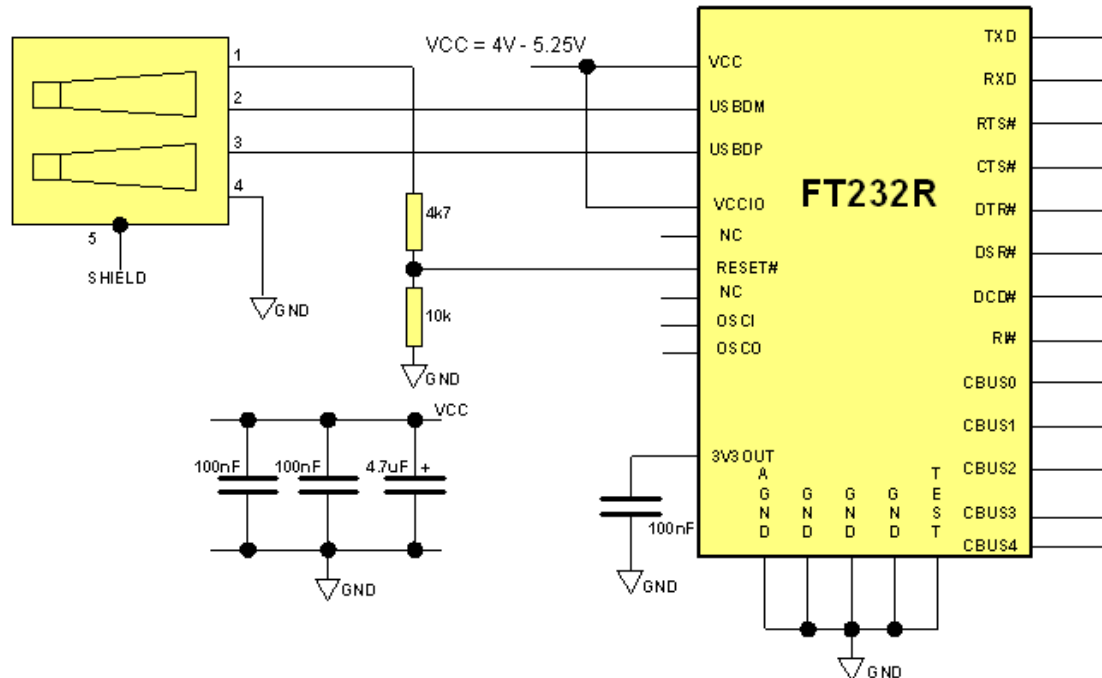 1
2
3
4
5
SHIELD
GND
VCC = 4V - 5.25V
4k7
10k
GND
VCC
100nF
100nF
4.7uF +
GND
100nF
GND
FT232R
VCC
USBDM
USBDP
VCCIO
NC
RESET#
NC
OSCI
OSCO
3V3OUT
AGND
GND
GND
GND
TEST
TXD
RXD
RTS#
CTS#
DTR#
DSR#
DCD#
RI#
CBUS0
CBUS1
CBUS2
CBUS3
CBUS4
GND